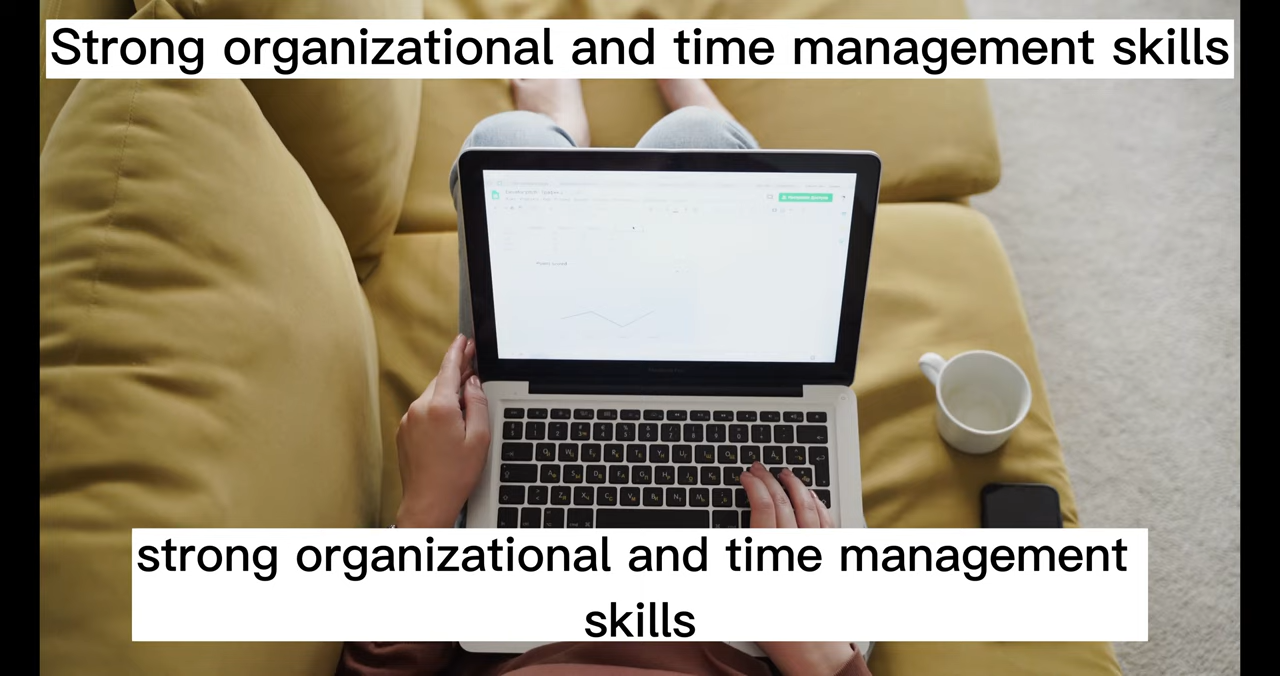 Strong organizational and time management skills
strong organizational and time management
skills